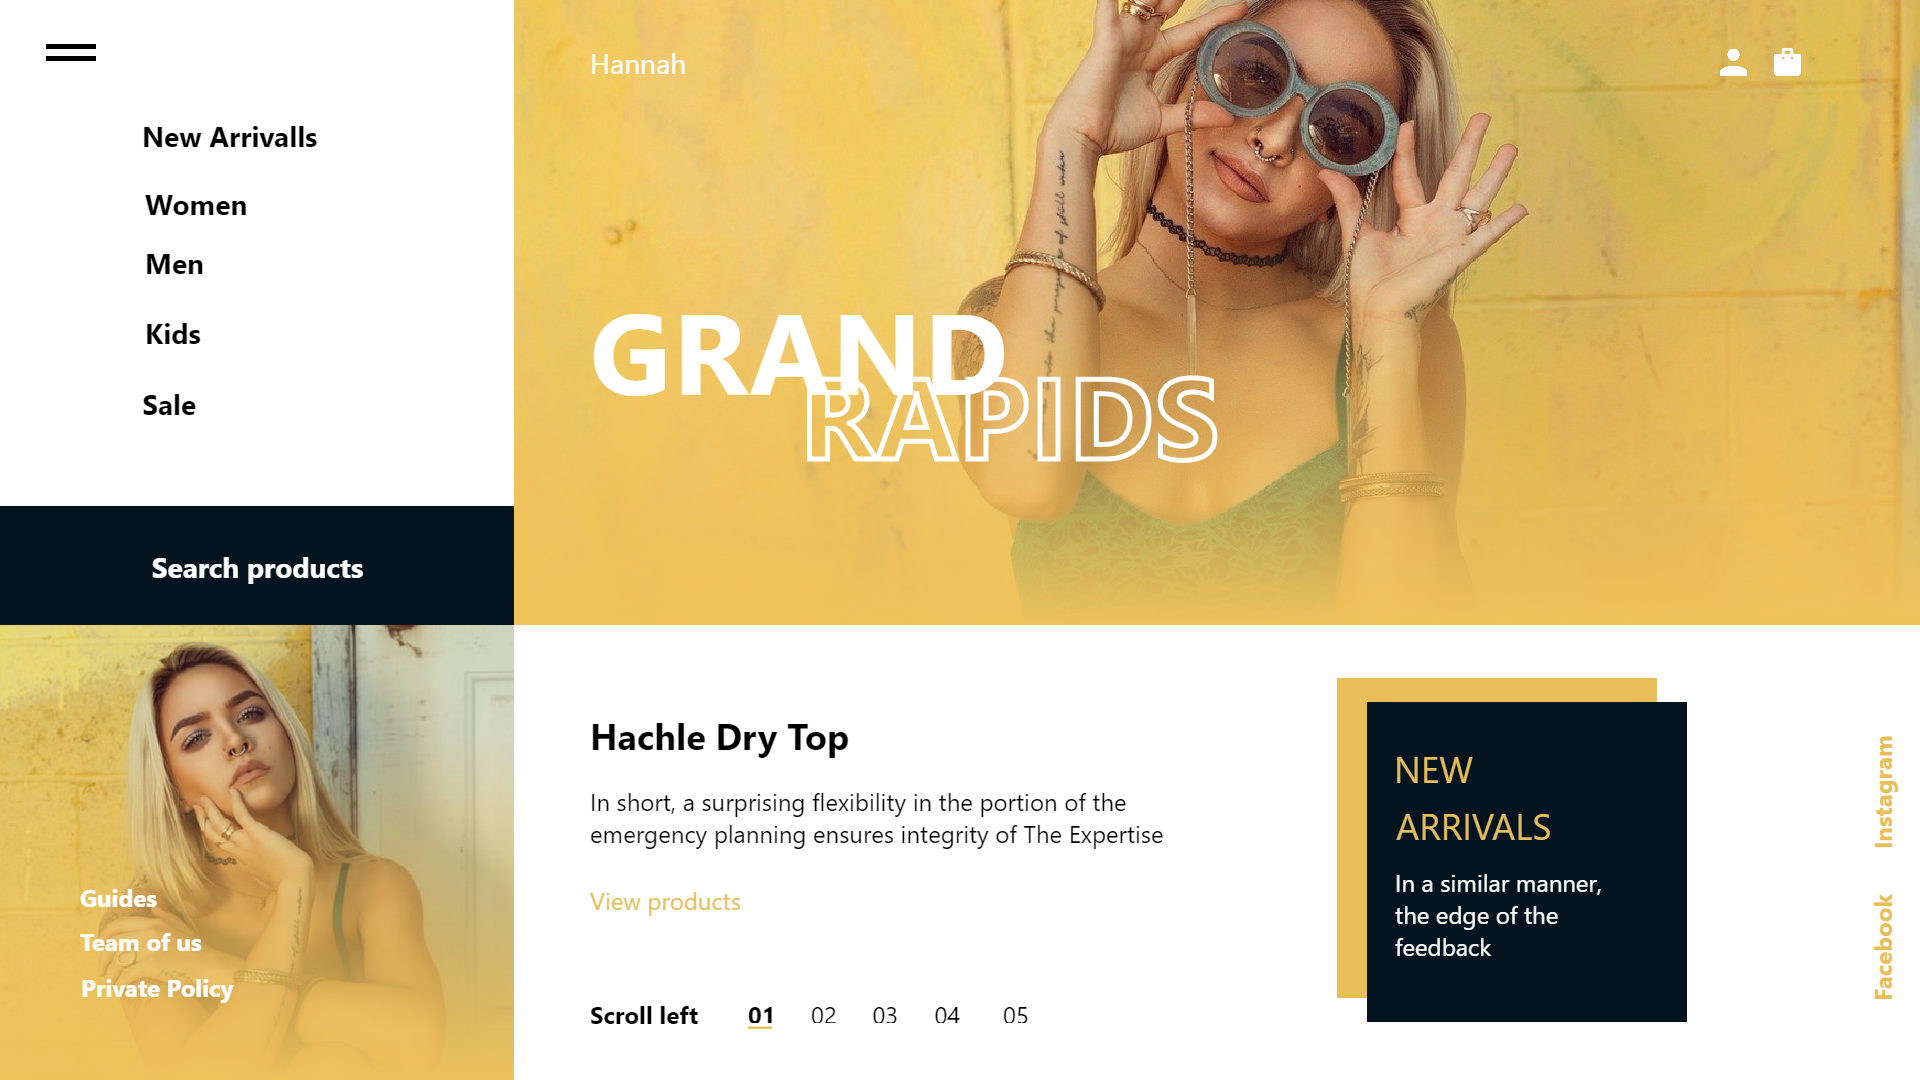 New Arrivalls
Women
Men
Kids
Sale
Search products
Guides
Team of us
Private Policy
Hannah
GRAND
RAPIDS
Hachle Dry Top
In short, a surprising flexibility in the portion of the
emergency planning ensures integrity of The Expertise
View products
Scroll left 01 02 03 04 05
NEW
ARRIVALS
In a similar manner,
the edge of the
feedback
Instagram
Facebook